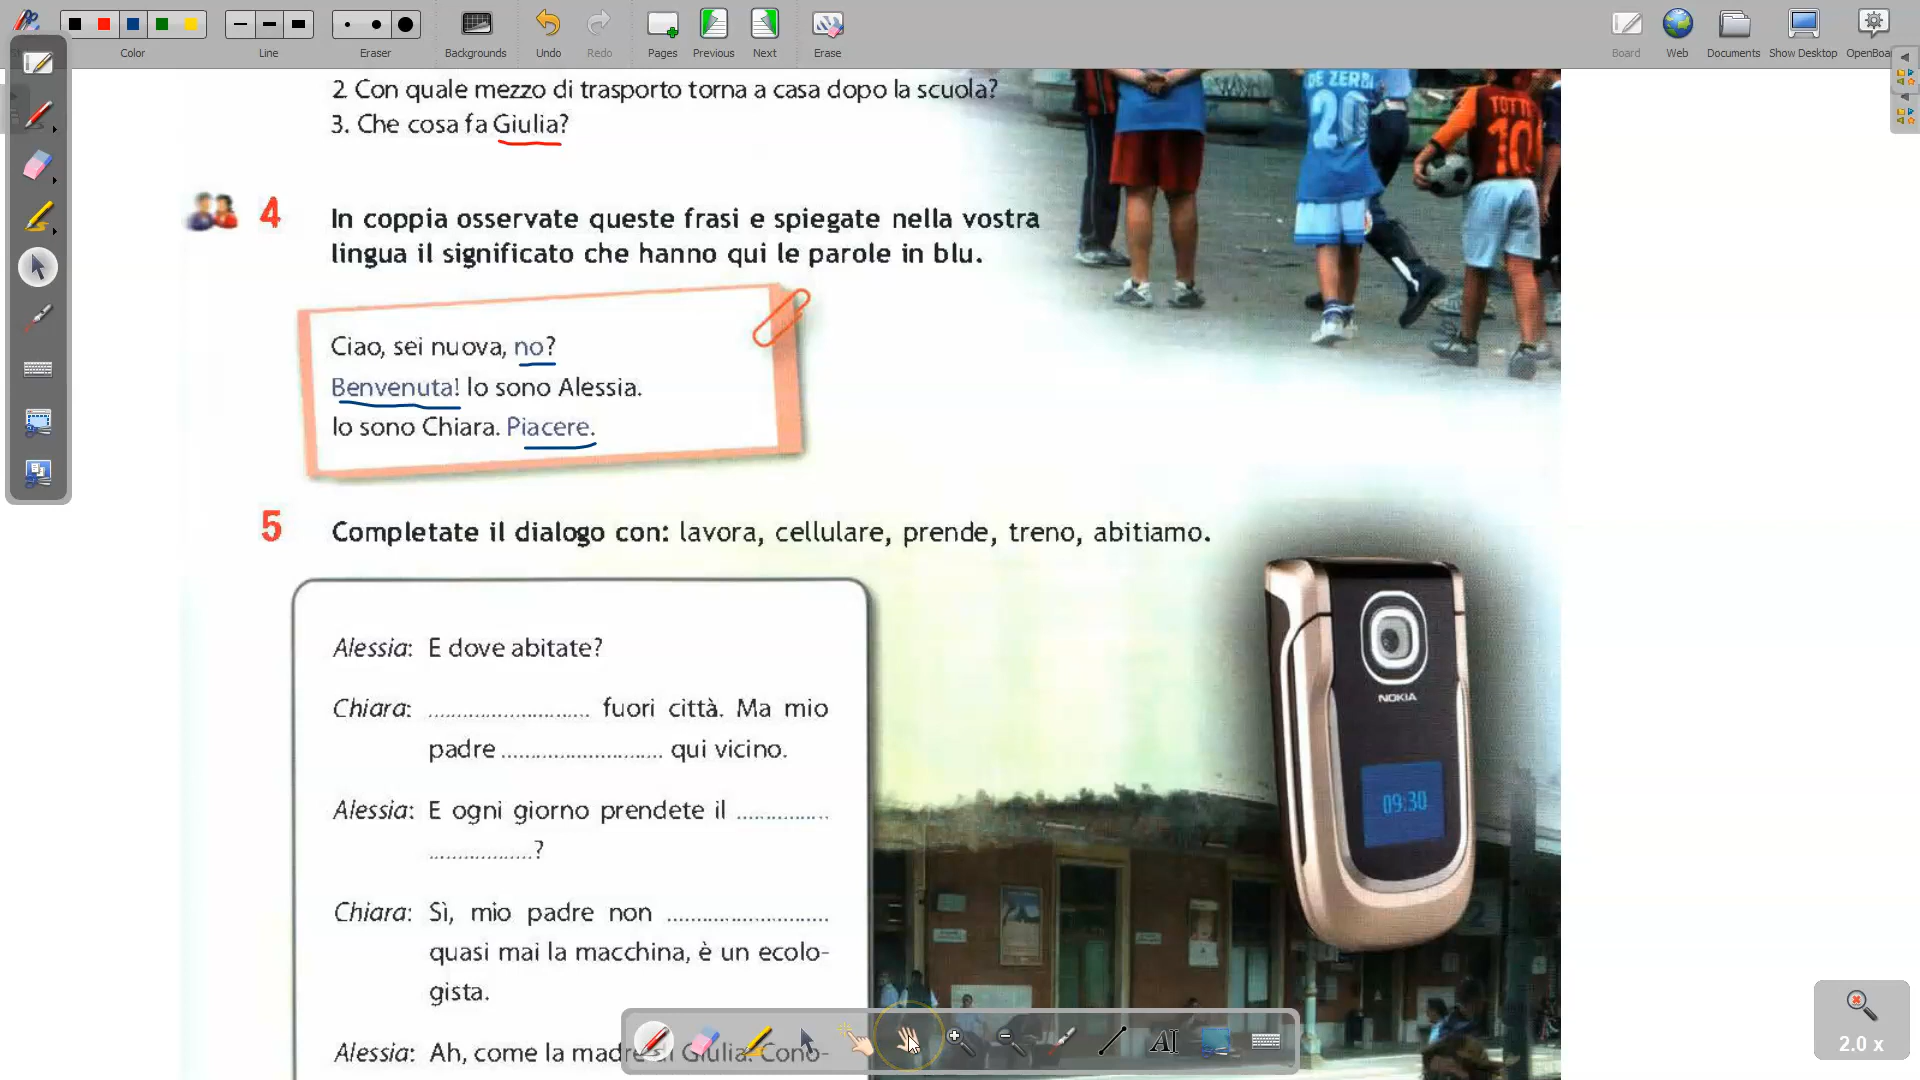 Color
Line
Eraser
Backgrounds
Undo
Redo
Pages
Previous
Next
Erase
Board
Web
Documents
Show Desktop
OpenBoa
2. Con quale mezzo di trasporto torna a casa dopo la scuola?
3. Che cosa fa Giulia?
DE ZERBI
20
TOTTI
10
4 In coppia osservate queste frasi e spiegate nella vostra
lingua il significato che hanno qui le parole in blu.
Ciao, sei nuova, no?
Benvenuta! Io sono Alessia.
Io sono Chiara. Piacere.
5 Completate il dialogo con: lavora, cellulare, prende, treno, abitiamo.
Alessia: E dove abitate?
Chiara: ........................... fuori città. Ma mio
padre ........................... qui vicino.
Alessia: E ogni giorno prendete il ................
..................?
Chiara: Sì, mio padre non ...........................
quasi mai la macchina, è un ecolo-
gista.
Alessia: Ah, come la madre di Giulia. Cono-
NOKIA
09:30
2
AI
2.0 x